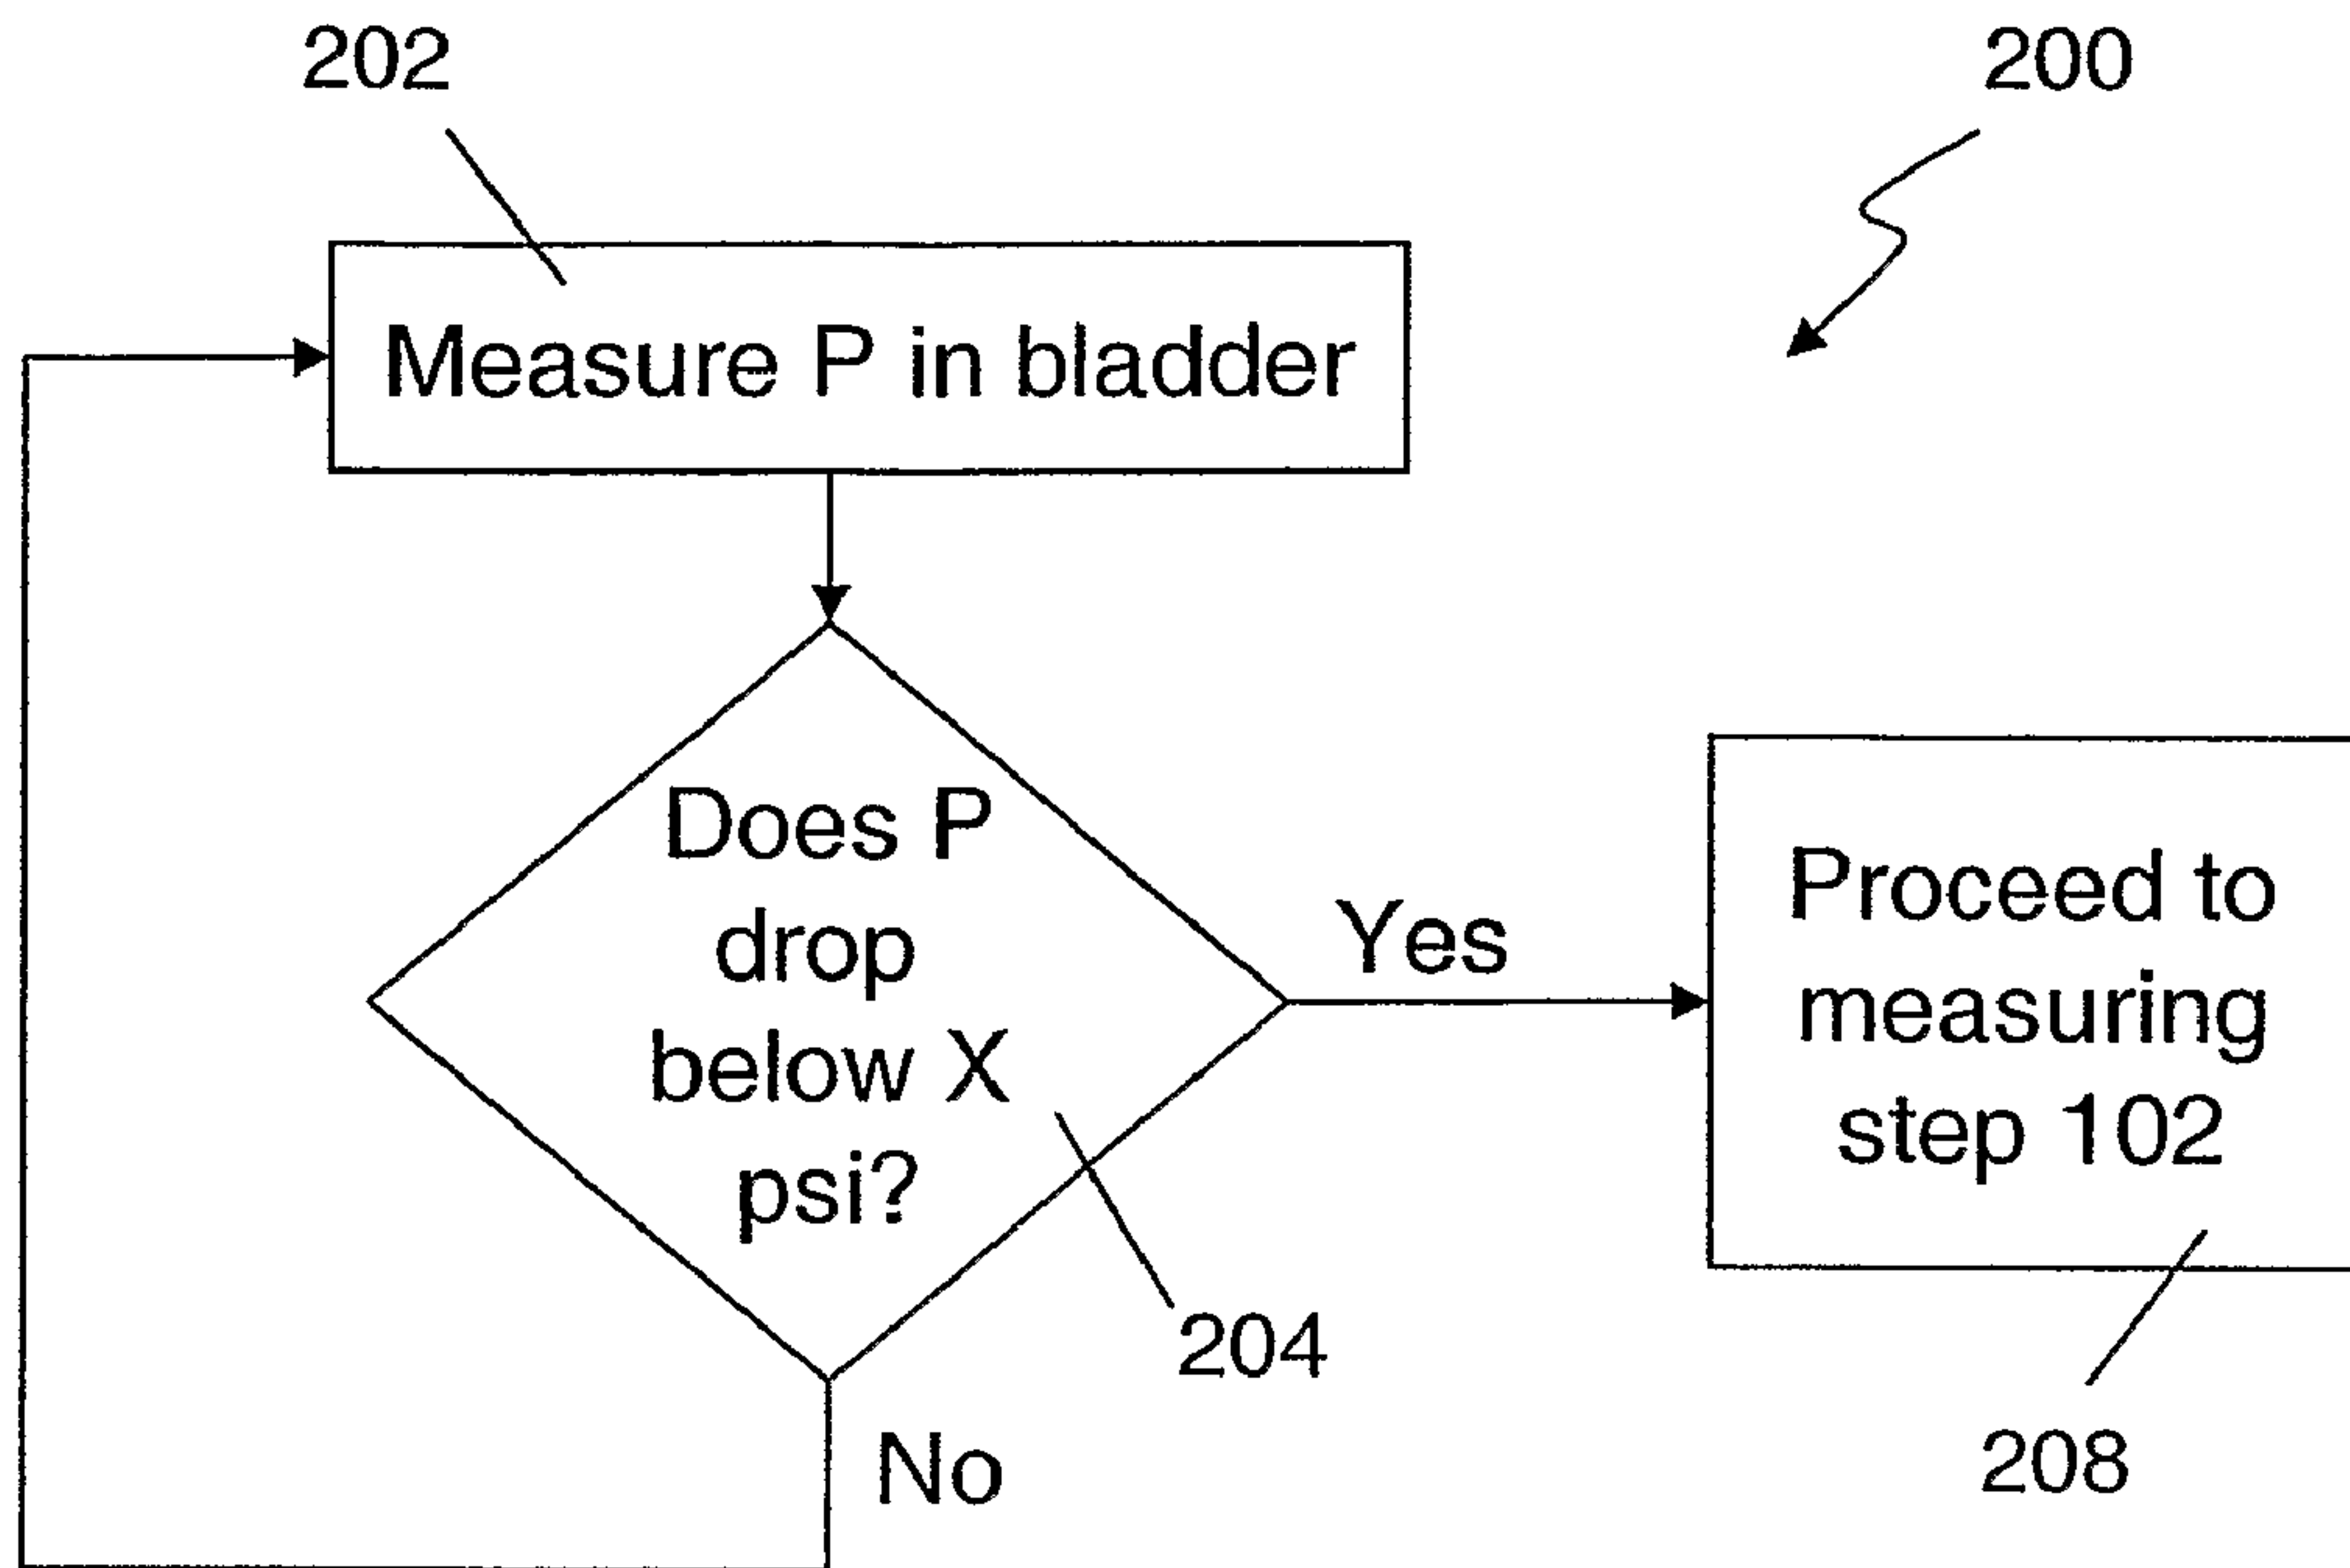 202
200
Measure P in bladder
Does P
drop
below X
psi?
Yes
Proceed to
measuring
step 102
204
No
208